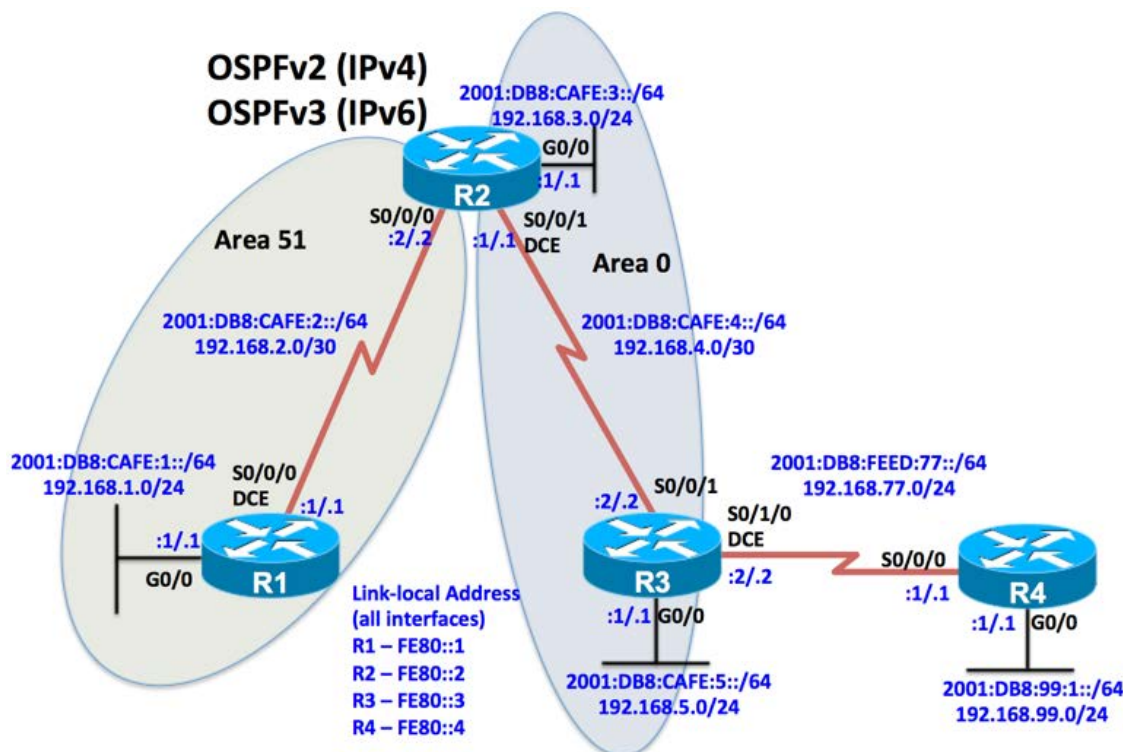 OSPFv2 (IPv4)
OSPFv3 (IPv6)
2001:DB8:CAFE:3::/64
192.168.3.0/24
G0/0
:1/.1
R2
S0/0/0
:2/.2
S0/0/1
:1/.1
DCE
Area 51
Area 0
2001:DB8:CAFE:2::/64
192.168.2.0/30
2001:DB8:CAFE:4::/64
192.168.4.0/30
2001:DB8:CAFE:1::/64
192.168.1.0/24
S0/0/0
DCE
:1/.1
:1/.1
G0/0
R1
2001:DB8:FEED:77::/64
192.168.77.0/24
:2/.2
S0/0/1
S0/1/0
DCE
:2/.2
R3
:1/.1
G0/0
S0/0/0
:1/.1
R4
:1/.1
G0/0
Link-local Address
(all interfaces)
R1 – FE80::1
R2 – FE80::2
R3 – FE80::3
R4 – FE80::4
2001:DB8:CAFE:5::/64
192.168.5.0/24
2001:DB8:99:1::/64
192.168.99.0/24